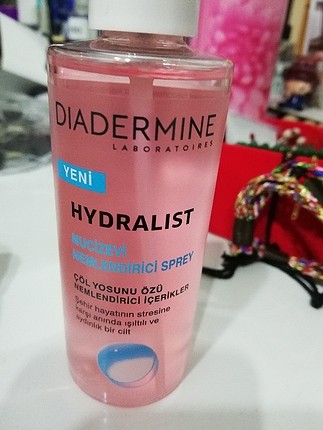 DIADERMINE
LABORATOIRES
YENİ
HYDRALIST
MUCİZEVİ
NEMLENDİRİCİ SPREY
ÇÖL YOSUNU ÖZÜ
NEMLENDİRİCİ İÇERİKLER
Şehir hayatının stresine
karşı anında ışıltılı ve
aydınlık bir cilt